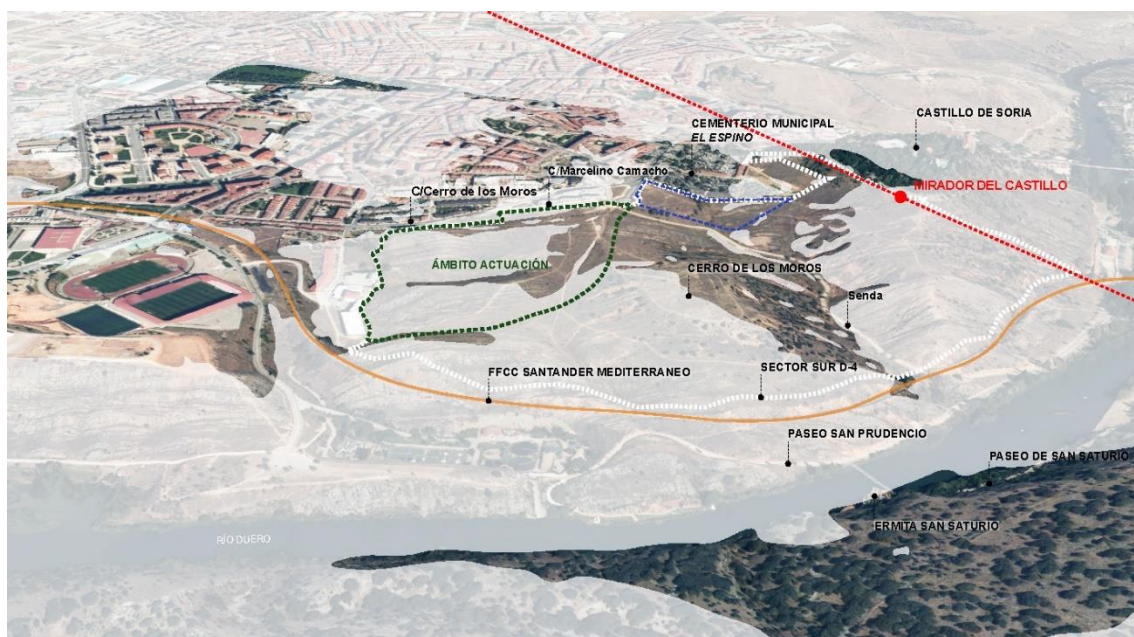 CASTILLO DE SORIA
CEMENTERIO MUNICIPAL
EL ESPINO
C/Marcelino Camacho
C/Cerro de los Moros
MIRADOR DEL CASTILLO
ÁMBITO ACTUACIÓN
CERRO DE LOS MOROS
Senda
FFCC SANTANDER MEDITERRANEO
SECTOR SUR D-4
PASEO SAN PRUDENCIO
PASEO DE SAN SATURIO
ERMITA SAN SATURIO
RÍO DUERO